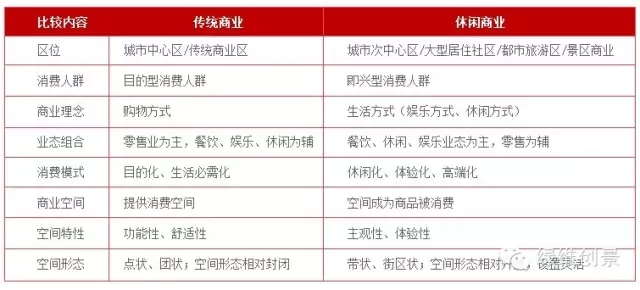 比较内容 传统商业 休闲商业
区位 城市中心区/传统商业区 城市次中心区/大型居住社区/都市旅游区/景区商业
消费人群 目的型消费人群 即兴型消费人群
商业理念 购物方式 生活方式（娱乐方式、休闲方式）
业态组合 零售业为主，餐饮、娱乐、休闲为辅 餐饮、休闲、娱乐业态为主，零售为辅
消费模式 目的化、生活必需化 休闲化、体验化、高端化
商业空间 提供消费空间 空间成为商品被消费
空间特性 功能性、舒适性 主观性、体验性
空间形态 点状、团状；空间形态相对封闭 带状、街区状；空间形态相对开，设置灵活
绿维创景